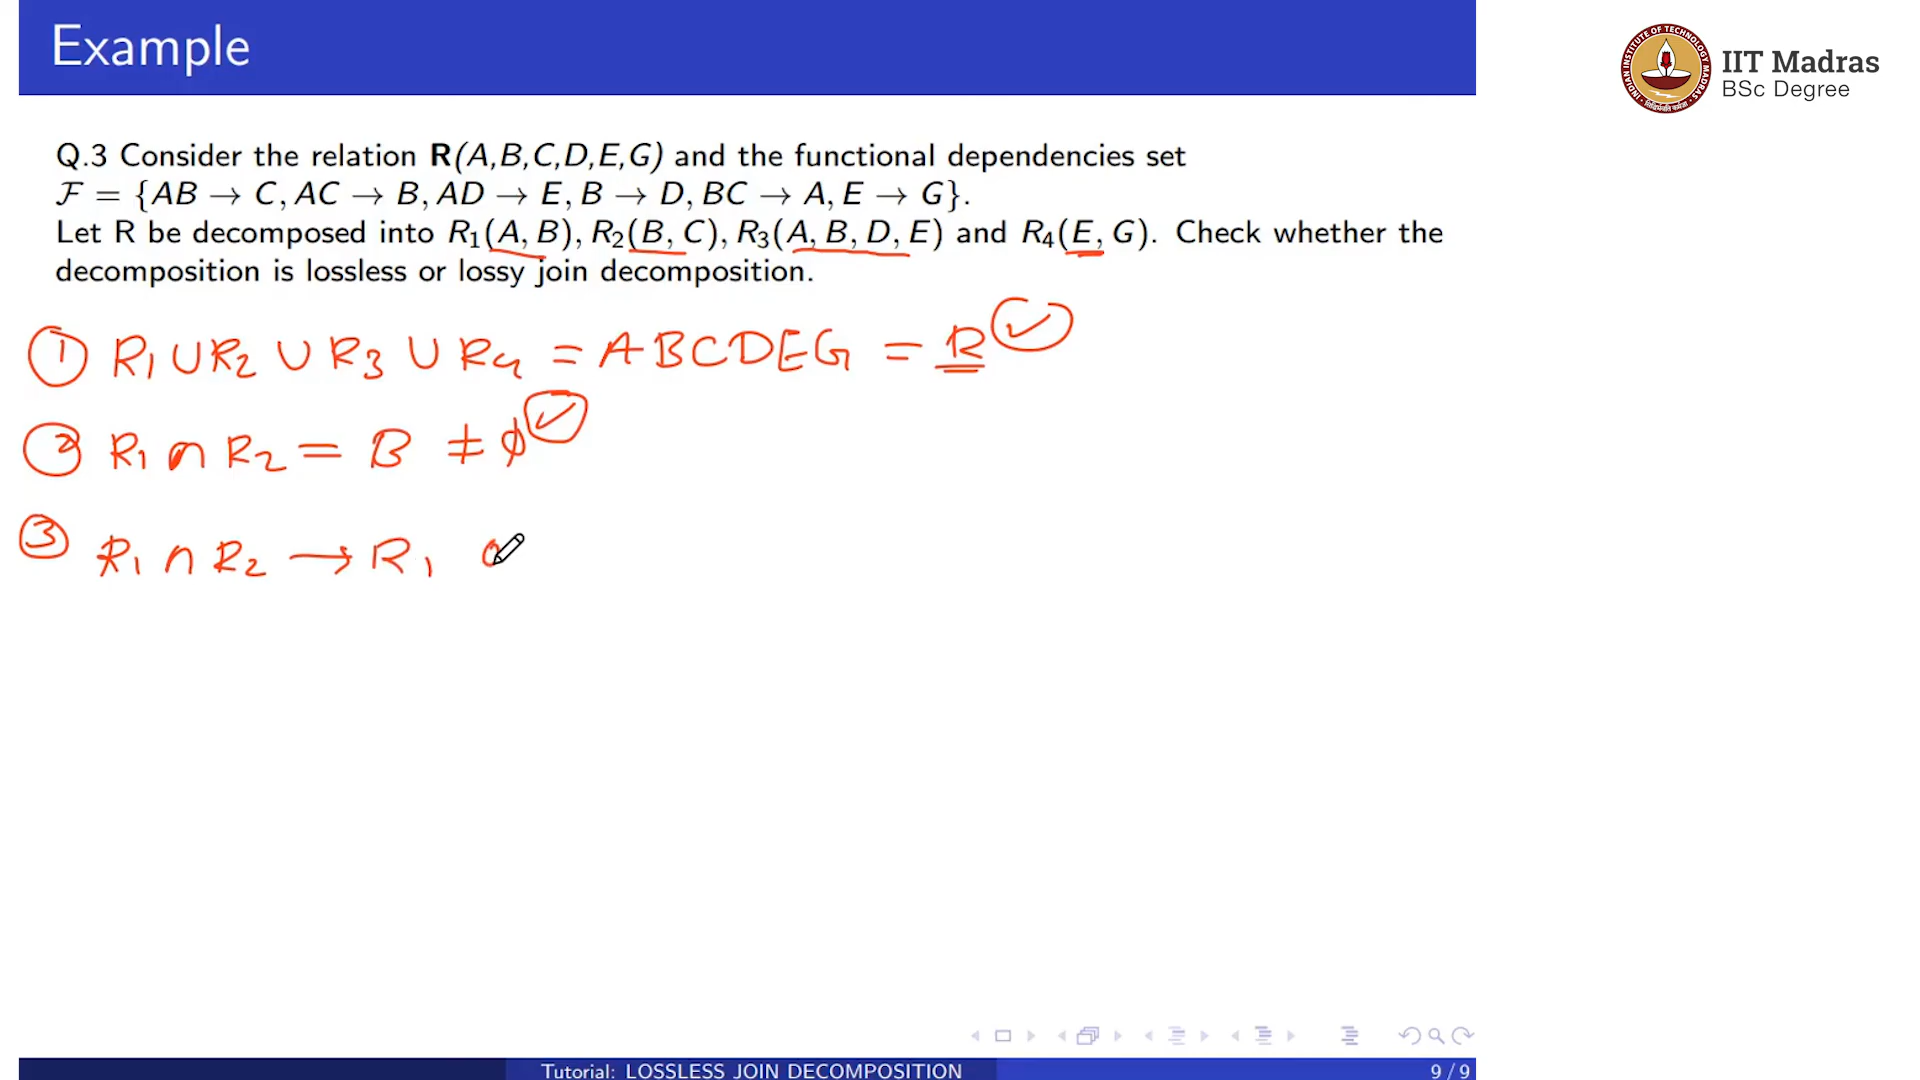 Example
IIT Madras
BSc Degree
Q.3 Consider the relation R(A,B,C,D,E,G) and the functional dependencies set
ℱ = {AB → C, AC → B, AD → E, B → D, BC → A, E → G}.
Let R be decomposed into R₁(A, B), R₂(B, C), R₃(A, B, D, E) and R₄(E, G). Check whether the
decomposition is lossless or lossy join decomposition.
① R₁ ∪ R₂ ∪ R₃ ∪ R₄ = ABCDEG = R ✓
② R₁ ∩ R₂ = B ≠ ϕ ✓
③ R₁ ∩ R₂ → R₁
Tutorial: LOSSLESS JOIN DECOMPOSITION
9 / 9